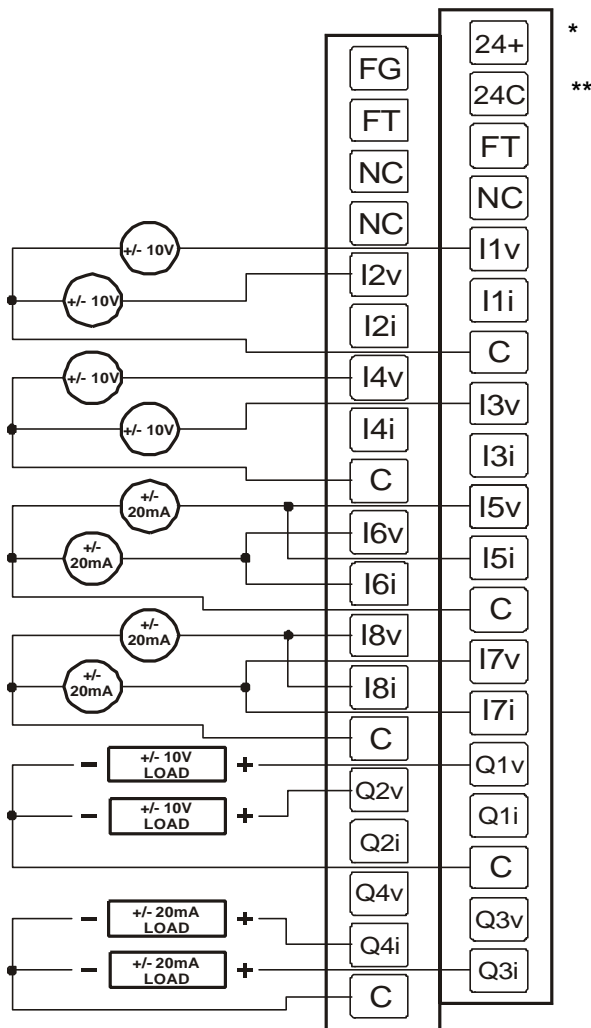 24+ *
FG
24C **
FT
FT
NC
NC
NC
+/- 10V
I1v
I2v
+/- 10V
I1i
I2i
C
+/- 10V
I4v
I3v
+/- 10V
I4i
I3i
C
+/-
20mA
I5v
I6v
+/-
20mA
I5i
I6i
C
+/-
20mA
I8v
I7v
+/-
20mA
I8i
I7i
C
- +/- 10V +
LOAD
Q1v
- +/- 10V +
LOAD
Q2v
Q1i
Q2i
C
Q4v
- +/- 20mA +
LOAD
Q3v
Q4i
- +/- 20mA +
LOAD
Q3i
C